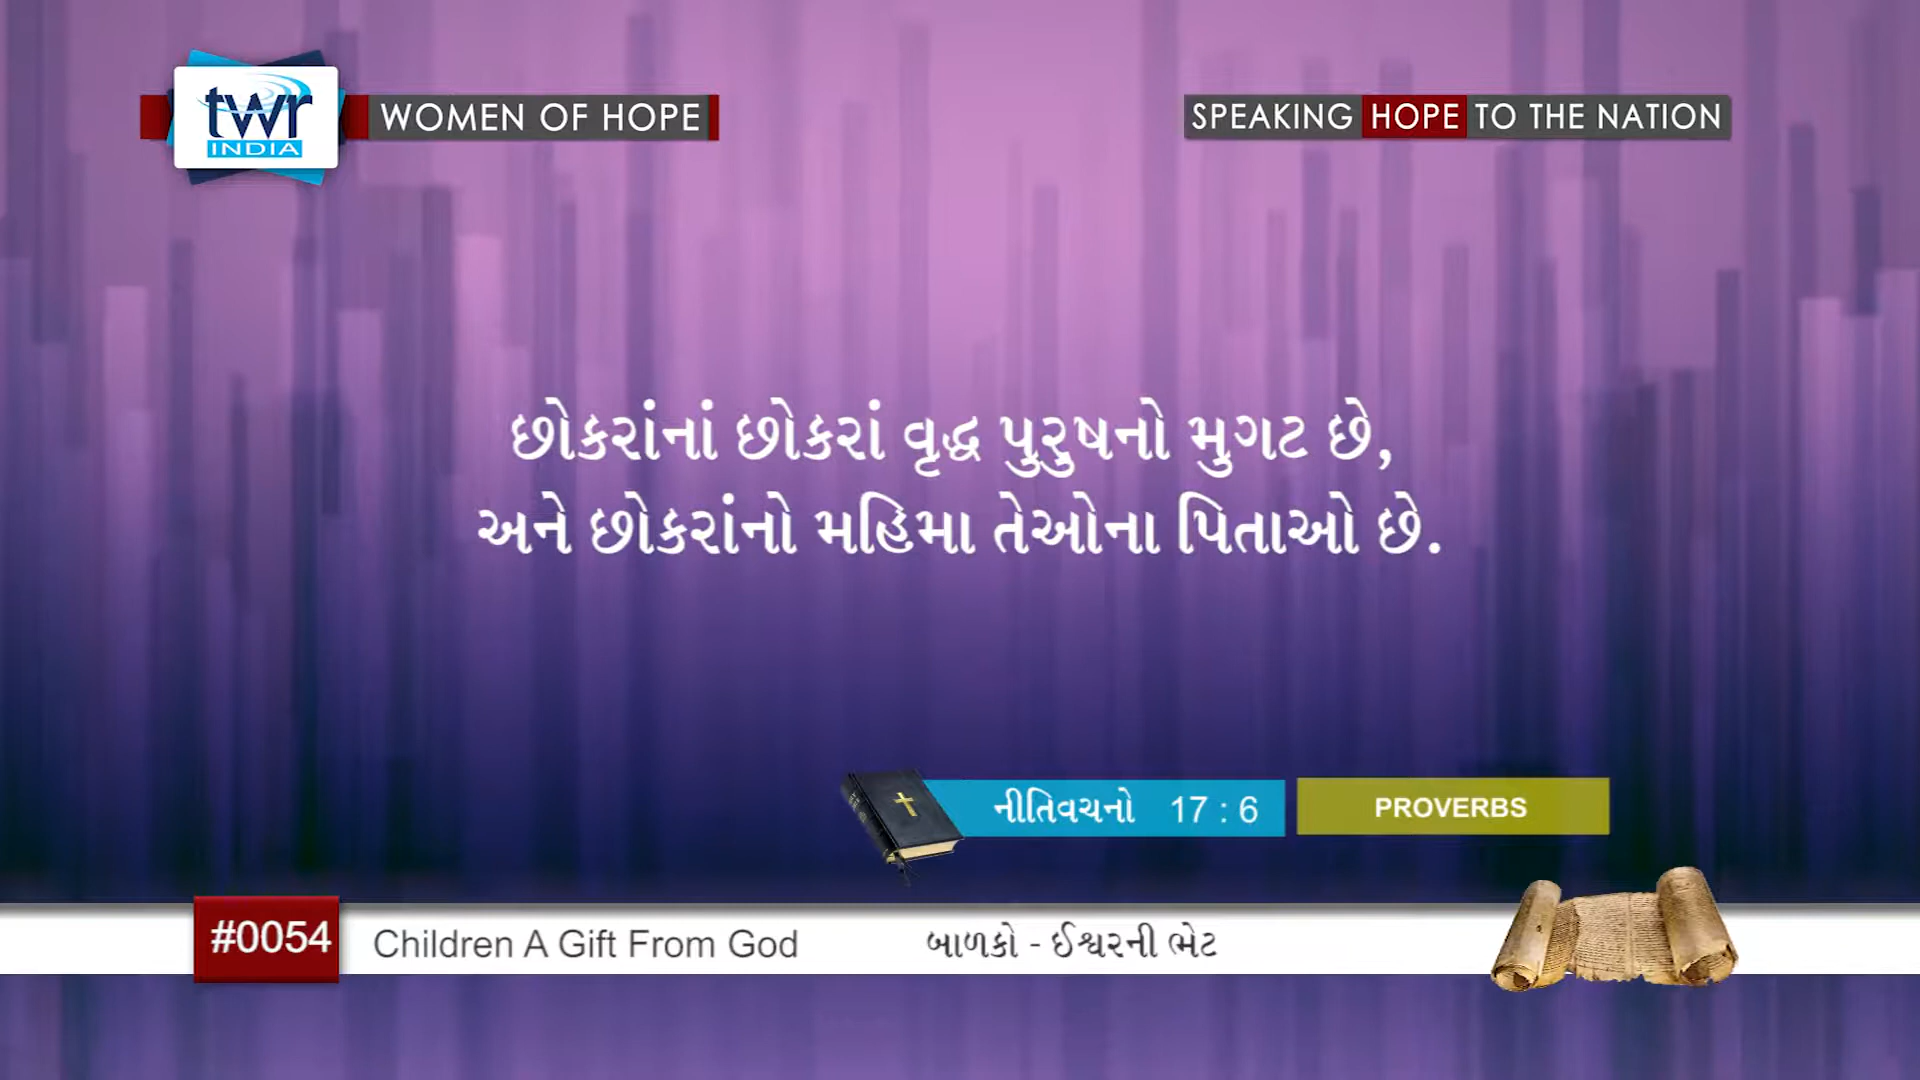 twr
INDIA
WOMEN OF HOPE
SPEAKING HOPE TO THE NATION
છોકરાંનાં છોકરાં વૃદ્ધ પુરુષનો મુગટ છે,
અને છોકરાંનો મહિમા તેઓના પિતાઓ છે.
નીતિવચનો 17 : 6
PROVERBS
#0054
Children A Gift From God
બાળકો - ઈશ્વરની ભેટ